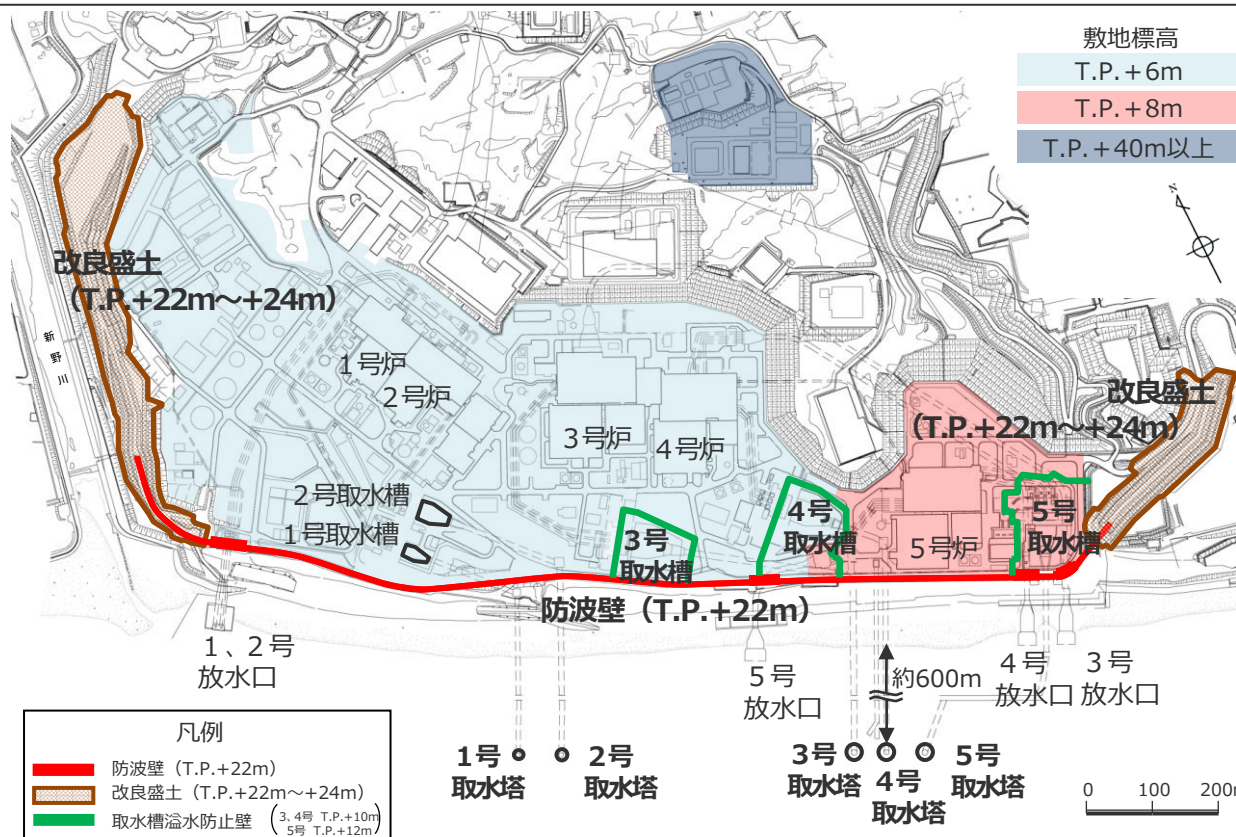 敷地標高
T.P.+6m
T.P.+8m
T.P.+40m以上
N
改良盛土
(T.P.+22m～+24m)
新野川
1号炉
2号炉
3号炉
4号炉
改良盛土
(T.P.+22m～+24m)
2号取水槽
1号取水槽
3号
取水槽
4号
取水槽
5号炉
5号
取水槽
防波壁（T.P.+22m）
1、2号
放水口
5号
放水口
約600m
4号
放水口
3号
放水口
1号
取水塔
2号
取水塔
3号
取水塔
4号
取水塔
5号
取水塔
凡例
防波壁（T.P.+22m）
改良盛土（T.P.+22m～+24m）
取水槽溢水防止壁（3、4号 T.P.+10m
5号 T.P.+12m）
0 100 200m